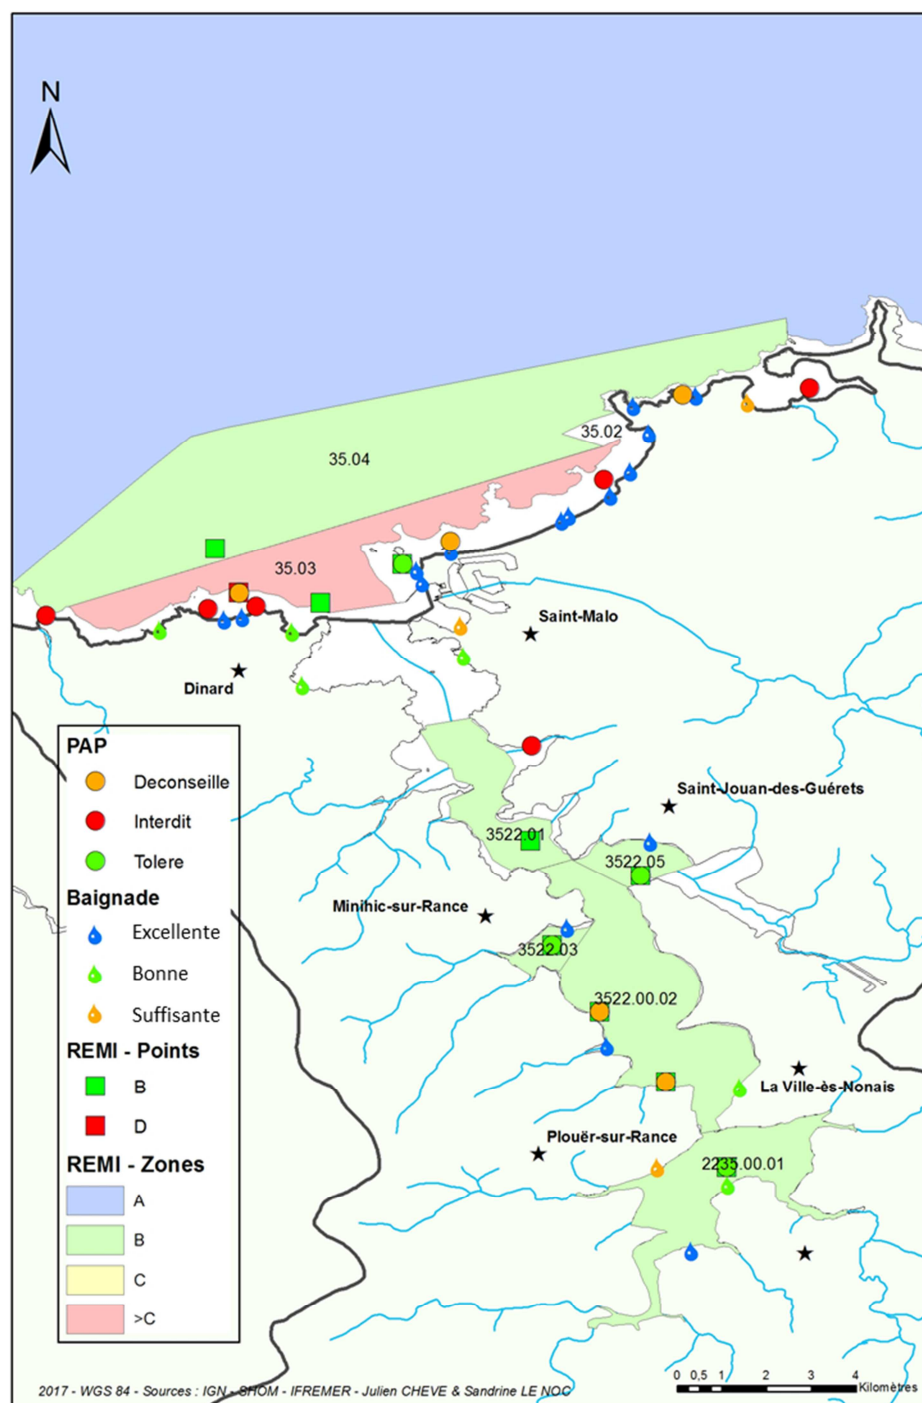 N
35.02
35.04
35.03
Saint-Malo
Dinard
PAP
Deconseille
Interdit
Tolere
Baignade
Excellente
Bonne
Suffisante
REMI - Points
B
D
REMI - Zones
A
B
C
>C
Saint-Jouan-des-Guérets
3522.01
3522.05
Minihic-sur-Rance
3522.03
3522.00.02
La Ville-ès-Nonais
Plouër-sur-Rance
2235.00.01
2017 - WGS 84 - Sources : IGN - SHOM - IFREMER - Julien CHEVE & Sandrine LE NOC
0 0,5 1 2 3 4
Kilomètres